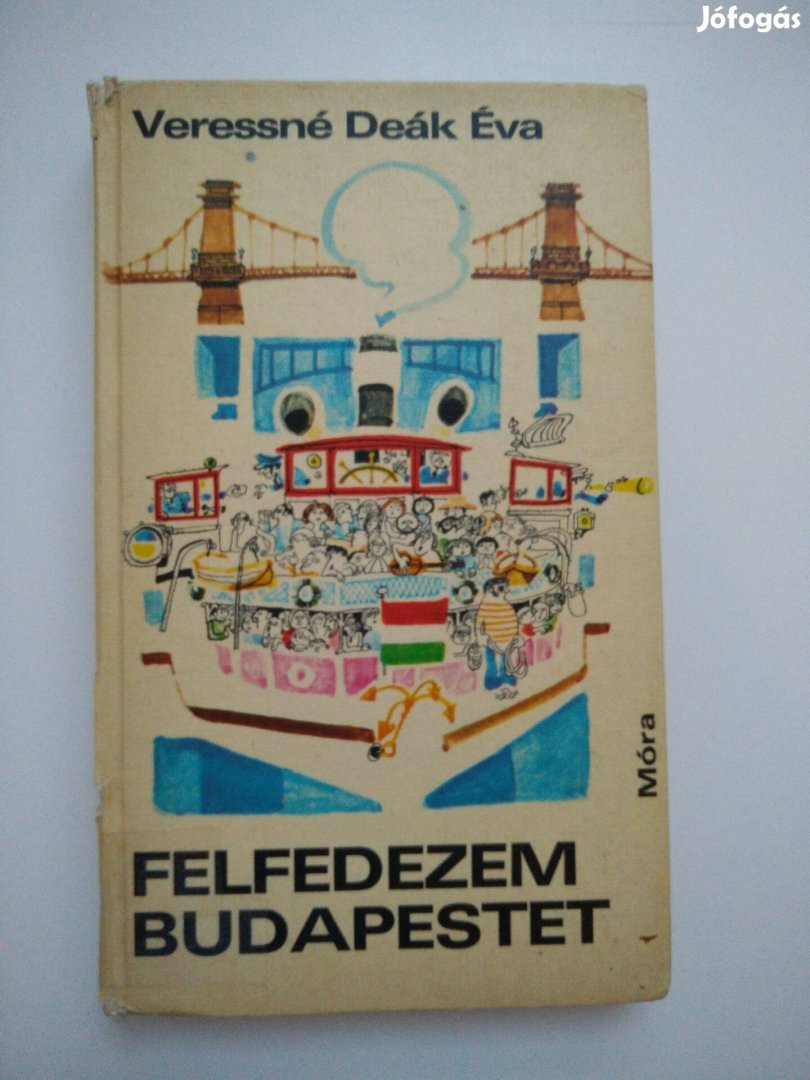 Jófogás
Veressné Deák Éva
Móra
FELFEDEZEM
BUDAPESTET